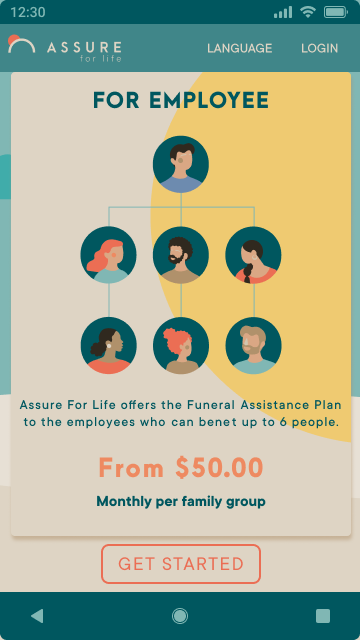 12:30
ASSURE
for life
LANGUAGE
LOGIN
FOR EMPLOYEE
Assure For Life offers the Funeral Assistance Plan
to the employees who can benet up to 6 people.
From $50.00
Monthly per family group
GET STARTED